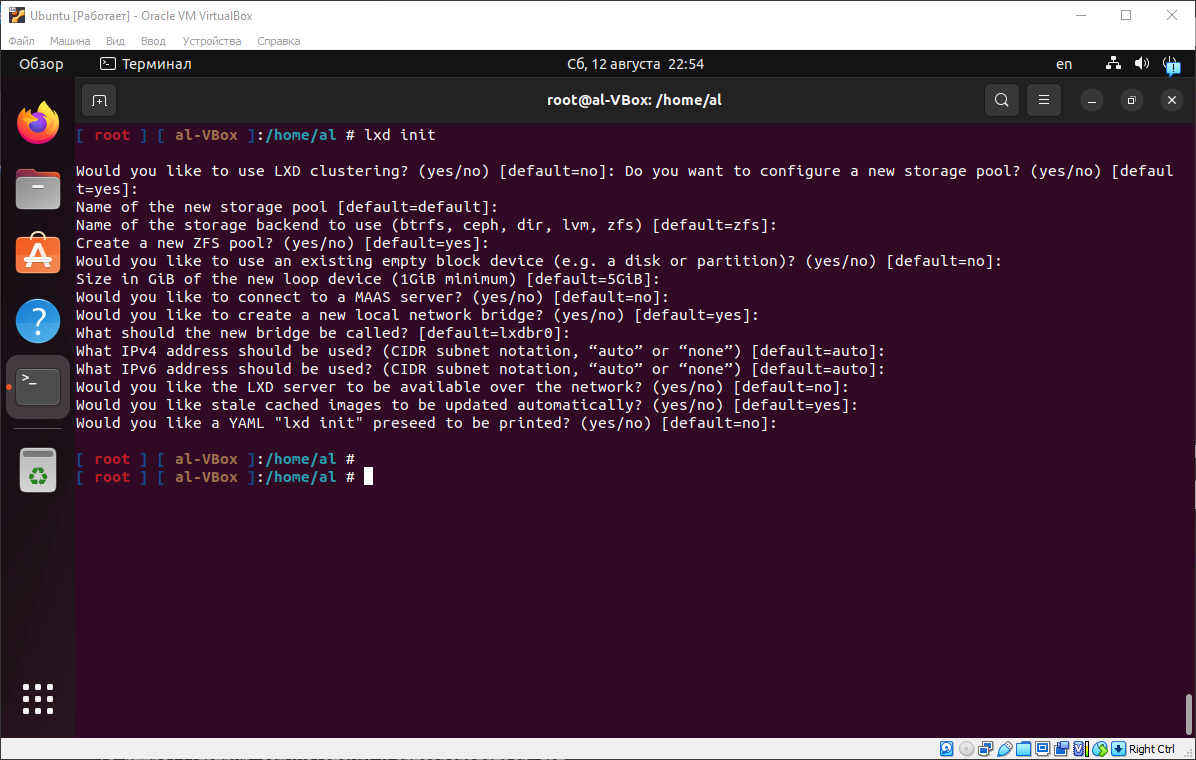 Ubuntu [Работает] - Oracle VM VirtualBox
Файл Машина Вид Ввод Устройства Справка
Обзор Терминал Сб, 12 августа 22:54 en
root@al-VBox: /home/al
[ root ] [ al-VBox ]:/home/al # lxd init
Would you like to use LXD clustering? (yes/no) [default=no]: Do you want to configure a new storage pool? (yes/no) [defaul
t=yes]:
Name of the new storage pool [default=default]:
Name of the storage backend to use (btrfs, ceph, dir, lvm, zfs) [default=zfs]:
Create a new ZFS pool? (yes/no) [default=yes]:
Would you like to use an existing empty block device (e.g. a disk or partition)? (yes/no) [default=no]:
Size in GiB of the new loop device (1GiB minimum) [default=5GiB]:
Would you like to connect to a MAAS server? (yes/no) [default=no]:
Would you like to create a new local network bridge? (yes/no) [default=yes]:
What should the new bridge be called? [default=lxdbr0]:
What IPv4 address should be used? (CIDR subnet notation, “auto” or “none”) [default=auto]:
What IPv6 address should be used? (CIDR subnet notation, “auto” or “none”) [default=auto]:
Would you like the LXD server to be available over the network? (yes/no) [default=no]:
Would you like stale cached images to be updated automatically? (yes/no) [default=yes]:
Would you like a YAML "lxd init" preseed to be printed? (yes/no) [default=no]:
[ root ] [ al-VBox ]:/home/al #
[ root ] [ al-VBox ]:/home/al #
Right Ctrl